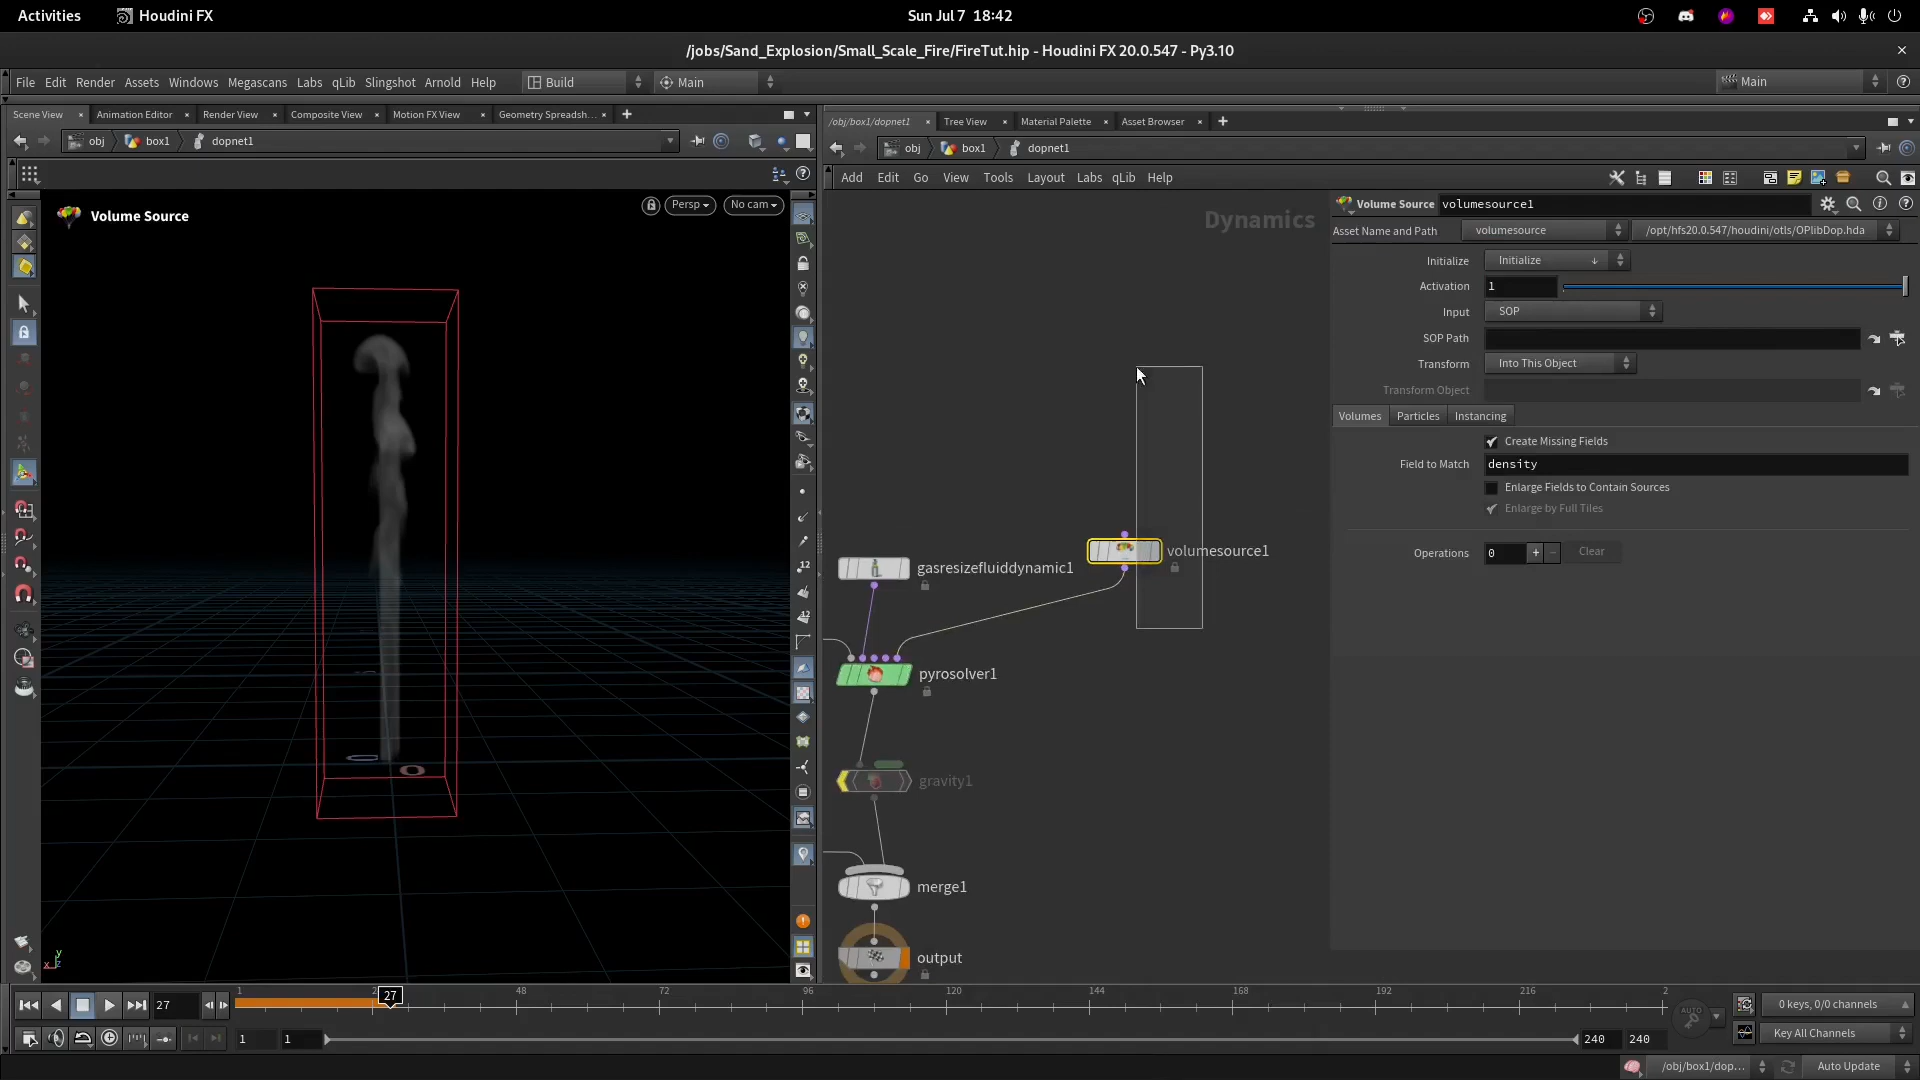 Activities
Houdini FX
Sun Jul 7 18:42
/jobs/Sand_Explosion/Small_Scale_Fire/FireTut.hip - Houdini FX 20.0.547 - Py3.10
File Edit Render Assets Windows Megascans Labs qLib Slingshot Arnold Help
Build
Main
Main
Scene View
Animation Editor
Render View
Composite View
Motion FX View
Geometry Spreadsh...
/obj/box1/dopnet1
Tree View
Material Palette
Asset Browser
obj
box1
dopnet1
obj
box1
dopnet1
Add Edit Go View Tools Layout Labs qLib Help
Volume Source
Persp
No cam
Dynamics
Volume Source volumesource1
Asset Name and Path volumesource /opt/hfs20.0.547/houdini/otls/OPlibDop.hda
Initialize Initialize
Activation 1
Input SOP
SOP Path
Transform Into This Object
Transform Object
Volumes Particles Instancing
Create Missing Fields
Field to Match density
Enlarge Fields to Contain Sources
Enlarge by Full Tiles
Operations 0 + - Clear
volumesource1
gasresizefluiddynamic1
pyrosolver1
gravity1
merge1
output
12
12
y
x z
27
1 2 27 48 72 96 120 144 168 192 216 2
AUTO
0 keys, 0/0 channels
1 1 240 240
Key All Channels
/obj/box1/dop...
Auto Update